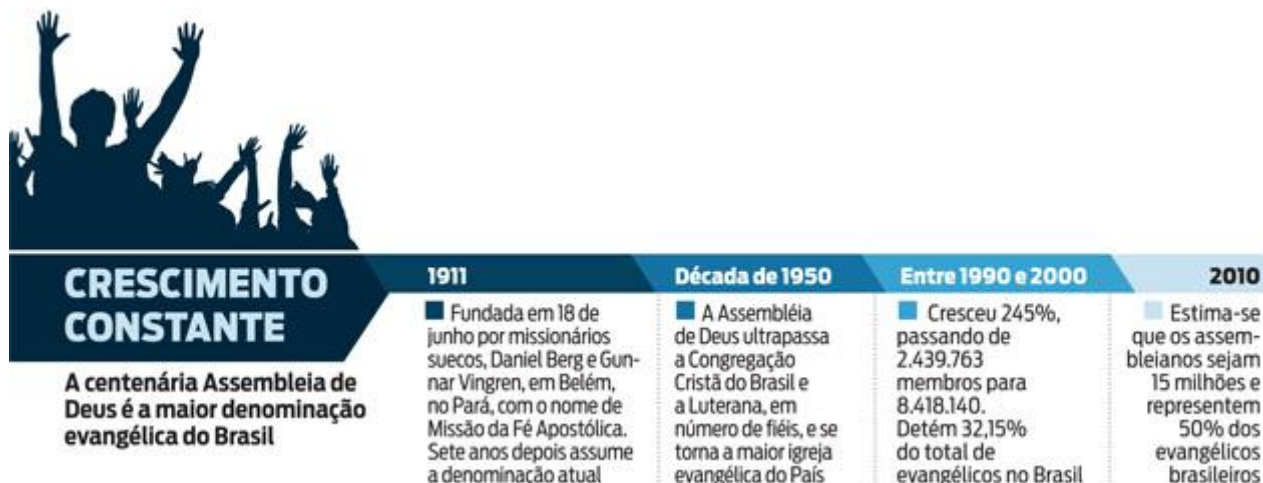 CRESCIMENTO
CONSTANTE
A centenária Assembleia de
Deus é a maior denominação
evangélica do Brasil
1911
Fundada em 18 de
junho por missionários
suecos, Daniel Berg e Gun-
nar Vingren, em Belém,
no Pará, com o nome de
Missão da Fé Apostólica.
Sete anos depois assume
a denominação atual
Década de 1950
A Assembléia
de Deus ultrapassa
a Congregação
Cristã do Brasil e
a Luterana, em
número de fiéis, e se
torna a maior igreja
evangélica do País
Entre 1990 e 2000
Cresceu 245%,
passando de
2.439.763
membros para
8.418.140.
Detém 32,15%
do total de
evangélicos no Brasil
2010
Estima-se
que os assem-
bleianos sejam
15 milhões e
representem
50% dos
evangélicos
brasileiros